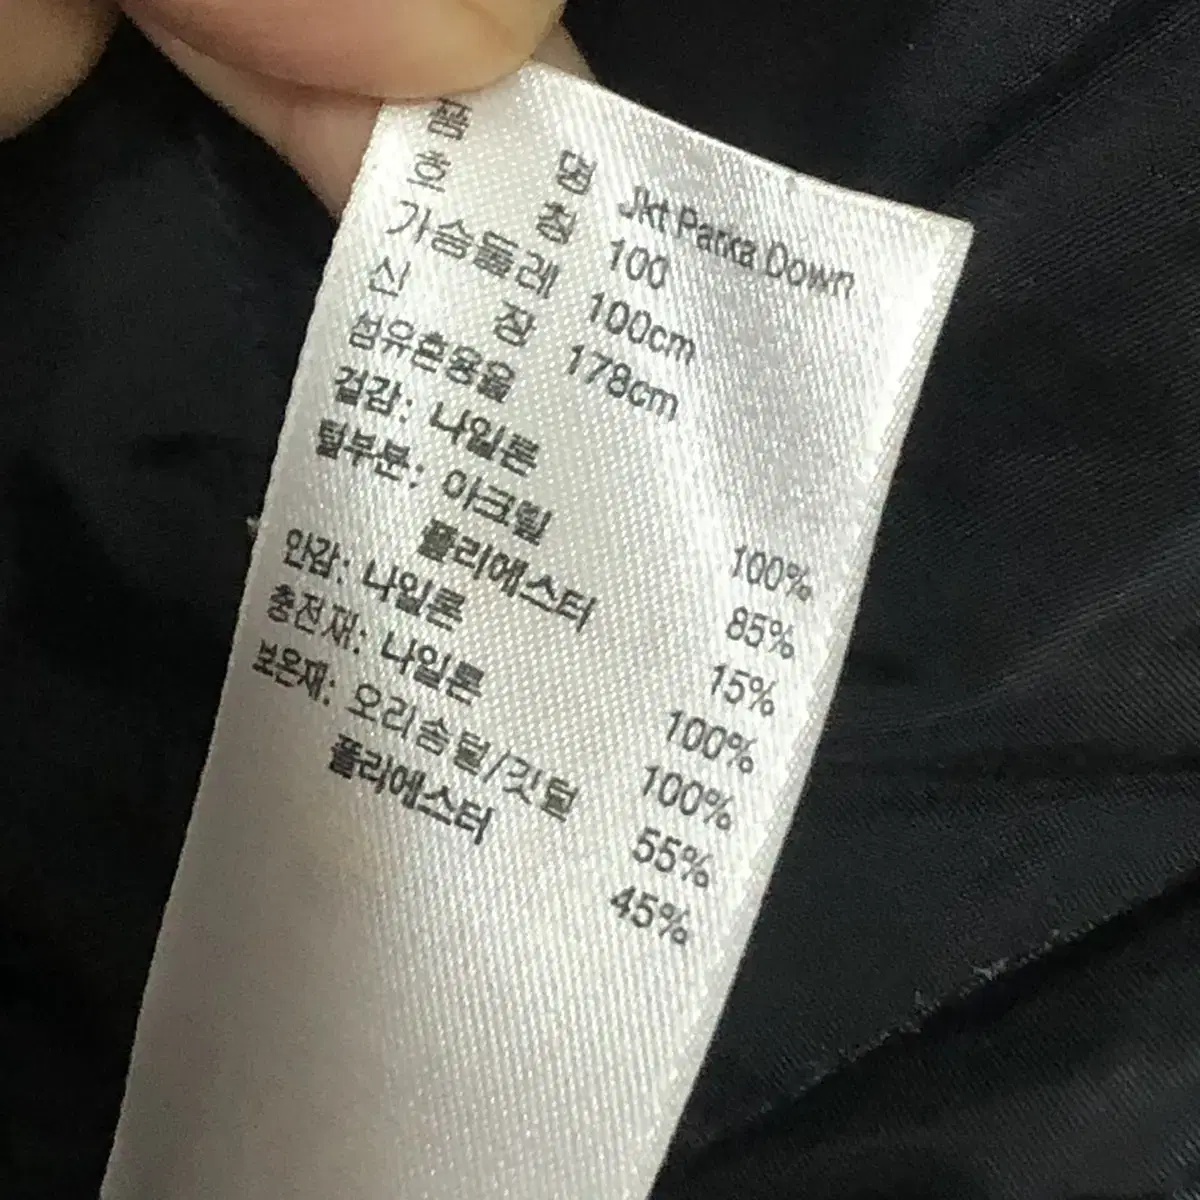 품 명 Jkt Parka Down
호 칭 100
가슴둘레 100cm
신 장 178cm
섬유혼용율
겉감: 나일론 100%
털부분: 아크릴 85%
폴리에스터 15%
안감: 나일론 100%
충전재: 나일론 100%
보온재: 오리솜털/깃털 55%
폴리에스터 45%